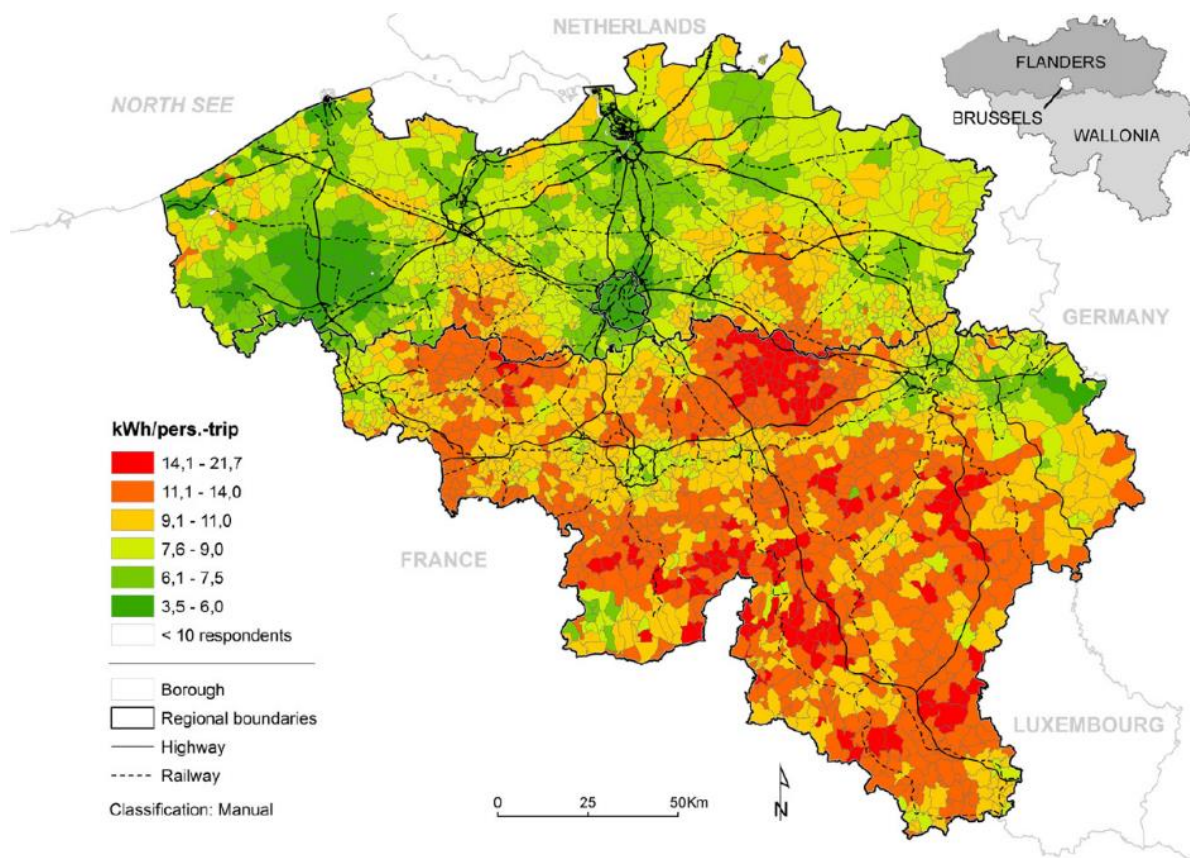 NETHERLANDS
NORTH SEE
FLANDERS
BRUSSELS
WALLONIA
GERMANY
FRANCE
LUXEMBOURG
kWh/pers.-trip
14,1 - 21,7
11,1 - 14,0
9,1 - 11,0
7,6 - 9,0
6,1 - 7,5
3,5 - 6,0
< 10 respondents
Borough
Regional boundaries
Highway
Railway
Classification: Manual
0 25 50Km
N